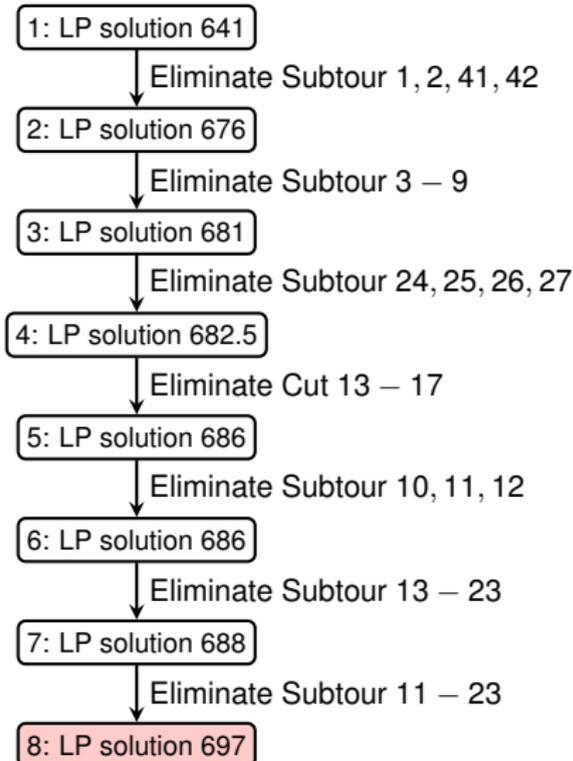 1: LP solution 641
Eliminate Subtour 1, 2, 41, 42
2: LP solution 676
Eliminate Subtour 3 − 9
3: LP solution 681
Eliminate Subtour 24, 25, 26, 27
4: LP solution 682.5
Eliminate Cut 13 − 17
5: LP solution 686
Eliminate Subtour 10, 11, 12
6: LP solution 686
Eliminate Subtour 13 − 23
7: LP solution 688
Eliminate Subtour 11 − 23
8: LP solution 697